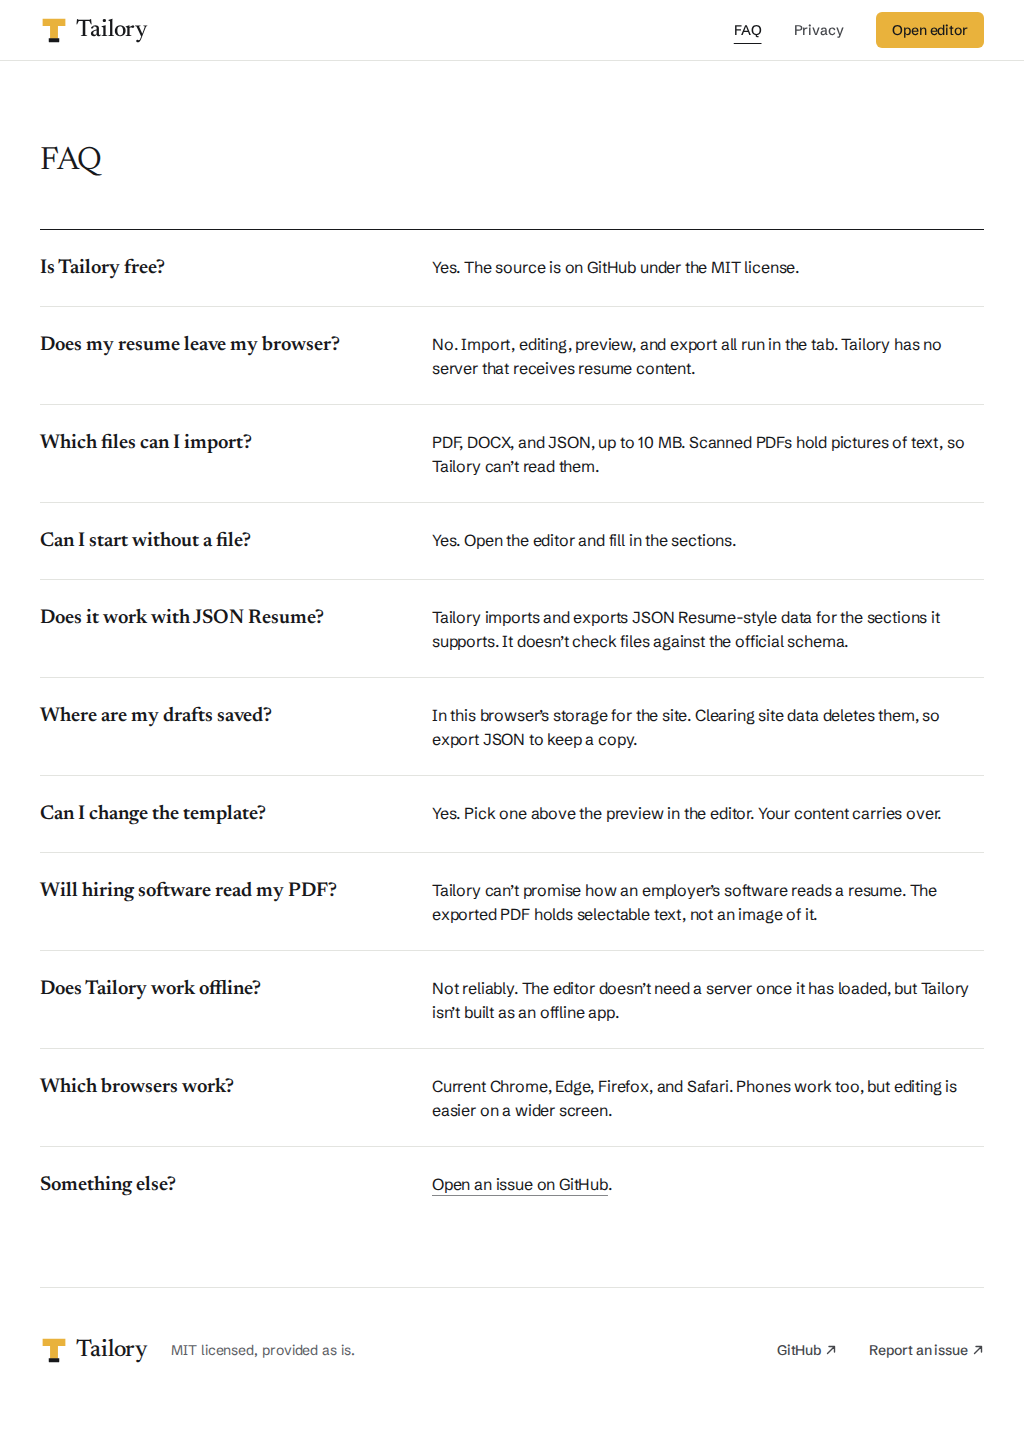 Tailory
FAQ
Privacy
Open editor
FAQ
Is Tailory free?
Yes. The source is on GitHub under the MIT license.
Does my resume leave my browser?
No. Import, editing, preview, and export all run in the tab. Tailory has no
server that receives resume content.
Which files can I import?
PDF, DOCX, and JSON, up to 10 MB. Scanned PDFs hold pictures of text, so
Tailory can’t read them.
Can I start without a file?
Yes. Open the editor and fill in the sections.
Does it work with JSON Resume?
Tailory imports and exports JSON Resume-style data for the sections it
supports. It doesn’t check files against the official schema.
Where are my drafts saved?
In this browser’s storage for the site. Clearing site data deletes them, so
export JSON to keep a copy.
Can I change the template?
Yes. Pick one above the preview in the editor. Your content carries over.
Will hiring software read my PDF?
Tailory can’t promise how an employer’s software reads a resume. The
exported PDF holds selectable text, not an image of it.
Does Tailory work offline?
Not reliably. The editor doesn’t need a server once it has loaded, but Tailory
isn’t built as an offline app.
Which browsers work?
Current Chrome, Edge, Firefox, and Safari. Phones work too, but editing is
easier on a wider screen.
Something else?
Open an issue on GitHub.
Tailory
MIT licensed, provided as is.
GitHub ↗
Report an issue ↗